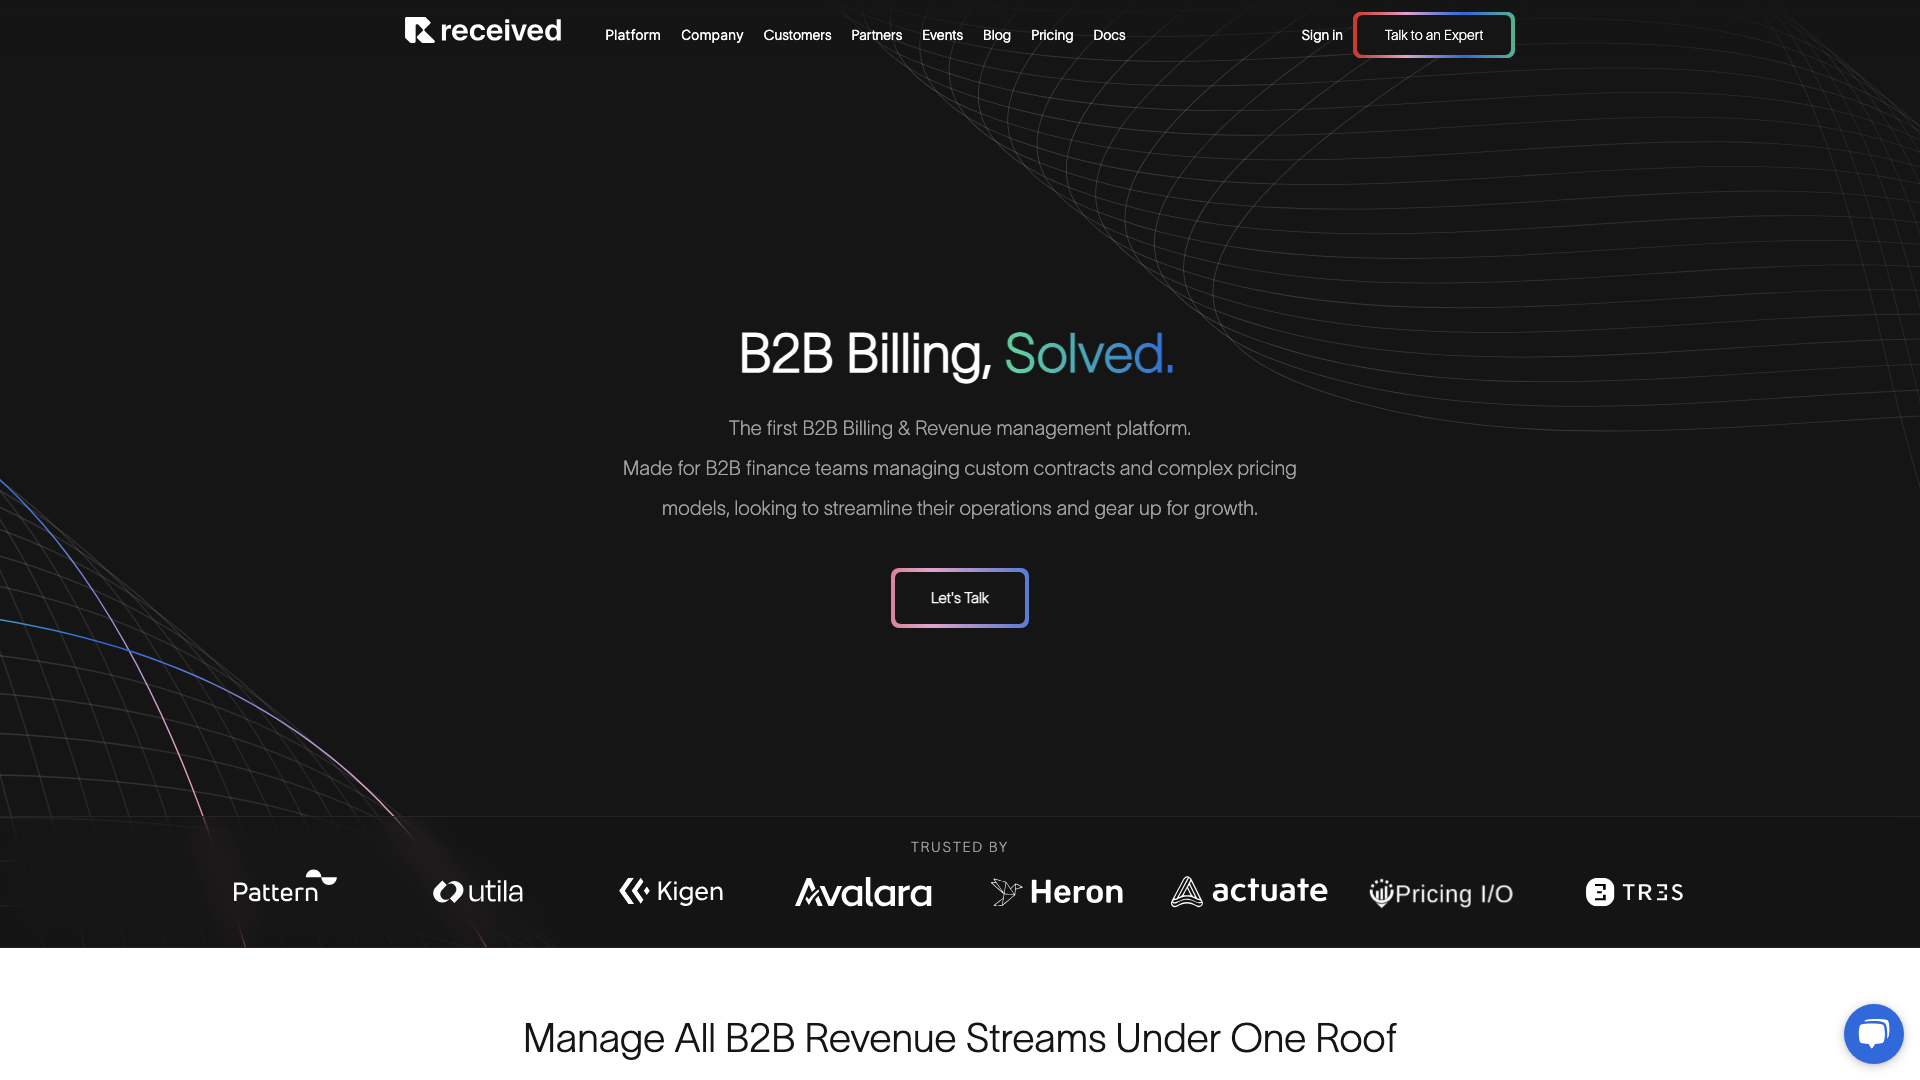 received
Platform Company Customers Partners Events Blog Pricing Docs
Sign in
Talk to an Expert
B2B Billing, Solved.
The first B2B Billing & Revenue management platform.
Made for B2B finance teams managing custom contracts and complex pricing
models, looking to streamline their operations and gear up for growth.
Let's Talk
TRUSTED BY
Pattern utila Kigen Avalara Heron actuate Pricing I/O TRES
Manage All B2B Revenue Streams Under One Roof